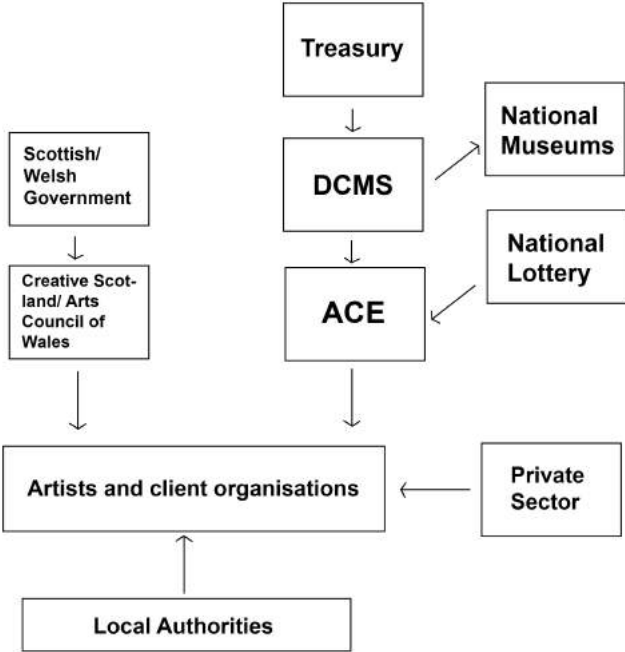 Treasury
National
Museums
Scottish/
Welsh
Government
DCMS
National
Lottery
Creative Scot-
land/ Arts
Council of
Wales
ACE
Artists and client organisations
Private
Sector
Local Authorities